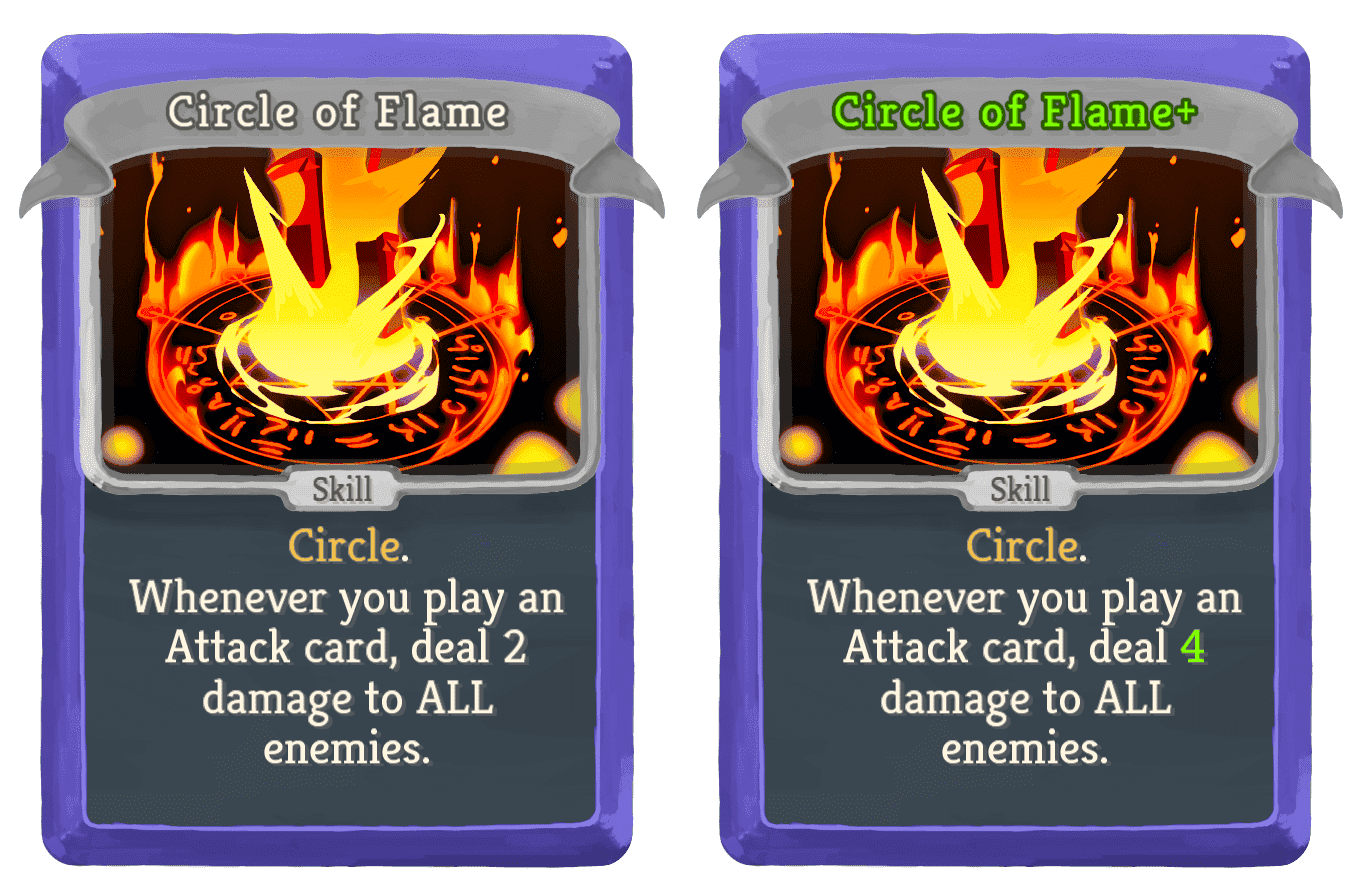 Circle of Flame
Skill
Circle.
Whenever you play an
Attack card, deal 2
damage to ALL
enemies.
Circle of Flame+
Skill
Circle.
Whenever you play an
Attack card, deal 4
damage to ALL
enemies.